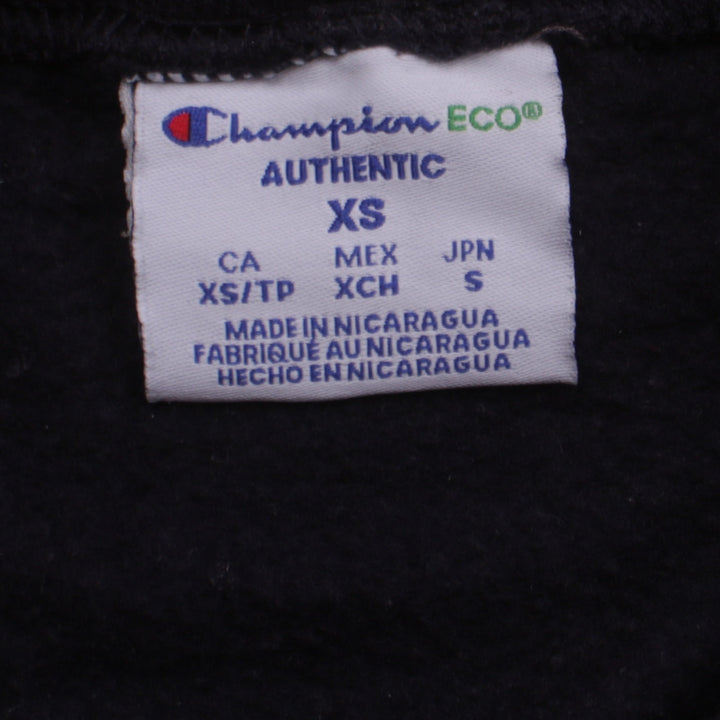 Champion ECO®
AUTHENTIC
XS
CA MEX JPN
XS/TP XCH S
MADE IN NICARAGUA
FABRIQUÉ AU NICARAGUA
HECHO EN NICARAGUA